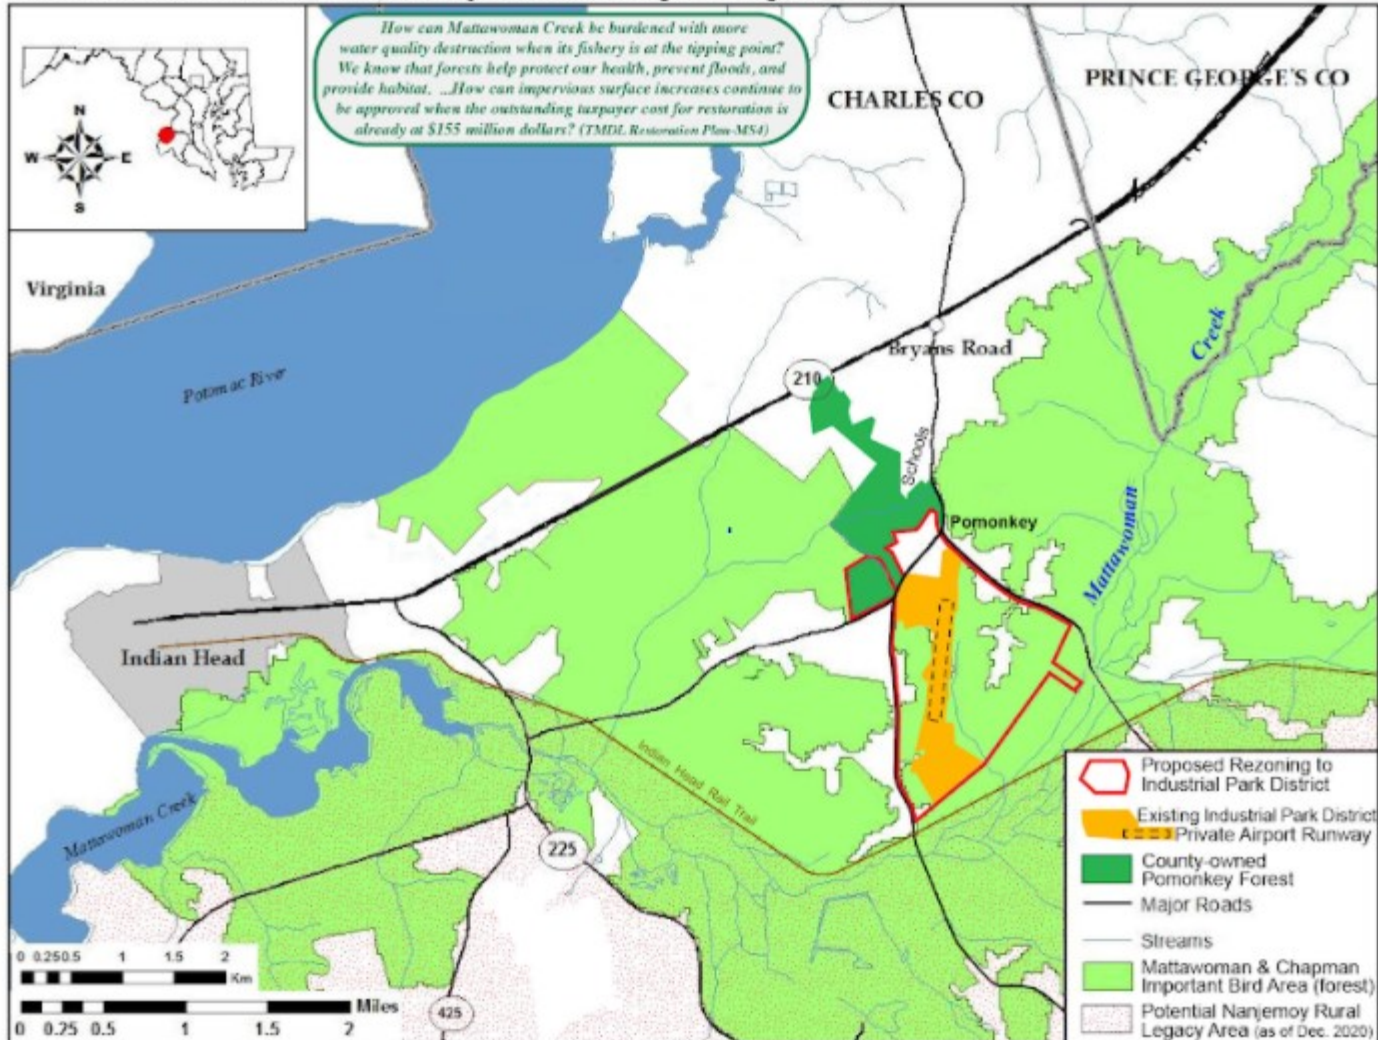 How can Mattawoman Creek be burdened with more
water quality destruction when its fishery is at the tipping point?
We know that forests help protect our health, prevent floods, and
provide habitat. ...How can impervious surface increases continue to
be approved when the outstanding taxpayer cost for restoration is
already at $155 million dollars? (TMDL Restoration Plan-MS4)
N
W E
S
CHARLES CO
PRINCE GEORGE'S CO
Virginia
Potomac River
Creek
Bryans Road
210
Schools
Pomonkey
Mattawoman
Indian Head
Indian Head Rail Trail
Mattawoman Creek
225
425
0 0.25 0.5 1 1.5 2
Km
Miles
0 0.25 0.5 1 1.5 2
Proposed Rezoning to
Industrial Park District
Existing Industrial Park District
Private Airport Runway
County-owned
Pomonkey Forest
Major Roads
Streams
Mattawoman & Chapman
Important Bird Area (forest)
Potential Nanjemoy Rural
Legacy Area (as of Dec. 2020)